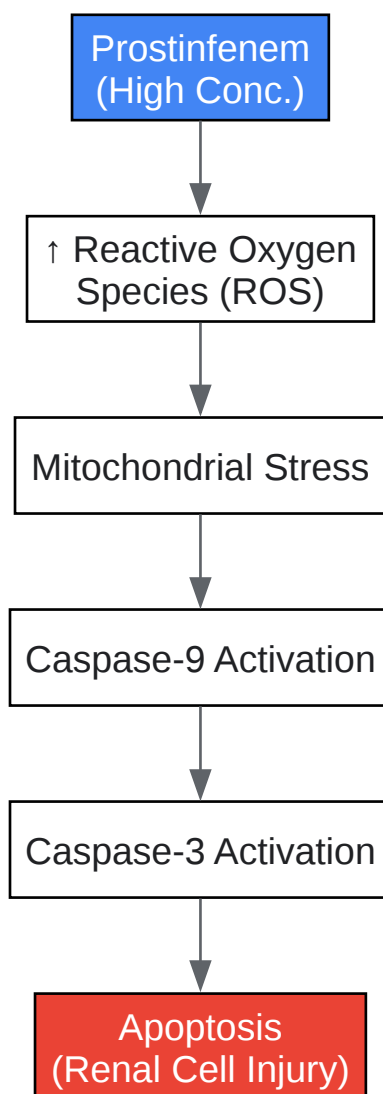 Prostinfenem
(High Conc.)
↑ Reactive Oxygen
Species (ROS)
Mitochondrial Stress
Caspase-9 Activation
Caspase-3 Activation
Apoptosis
(Renal Cell Injury)